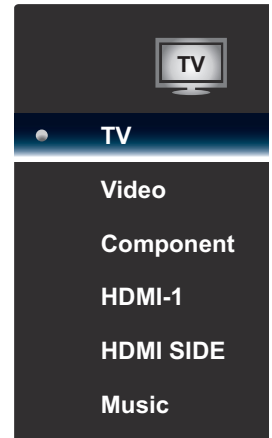 TV
TV
Video
Component
HDMI-1
HDMI SIDE
Music